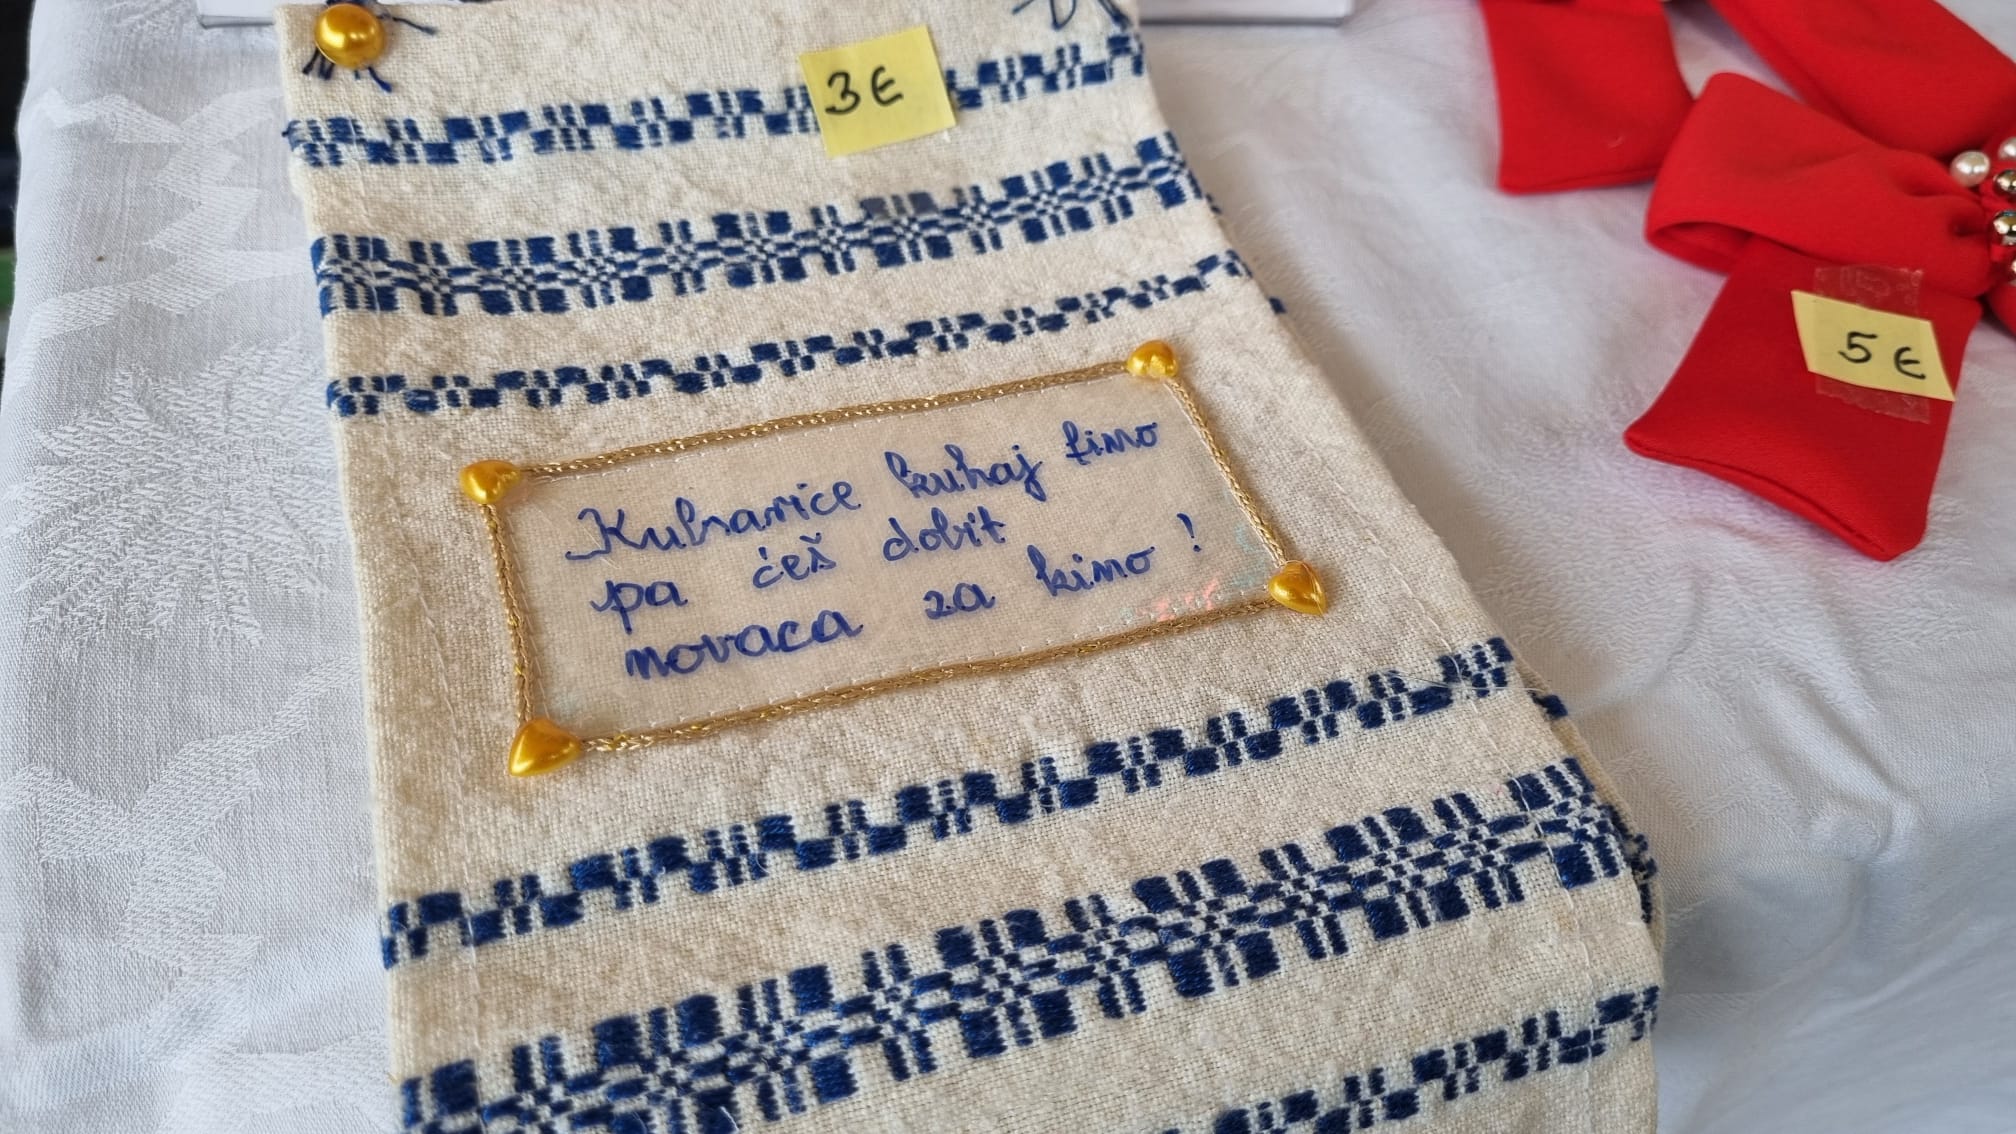 3€
5€
Kuharice kuhaj fino
pa ćeš dobit
novaca za kino!